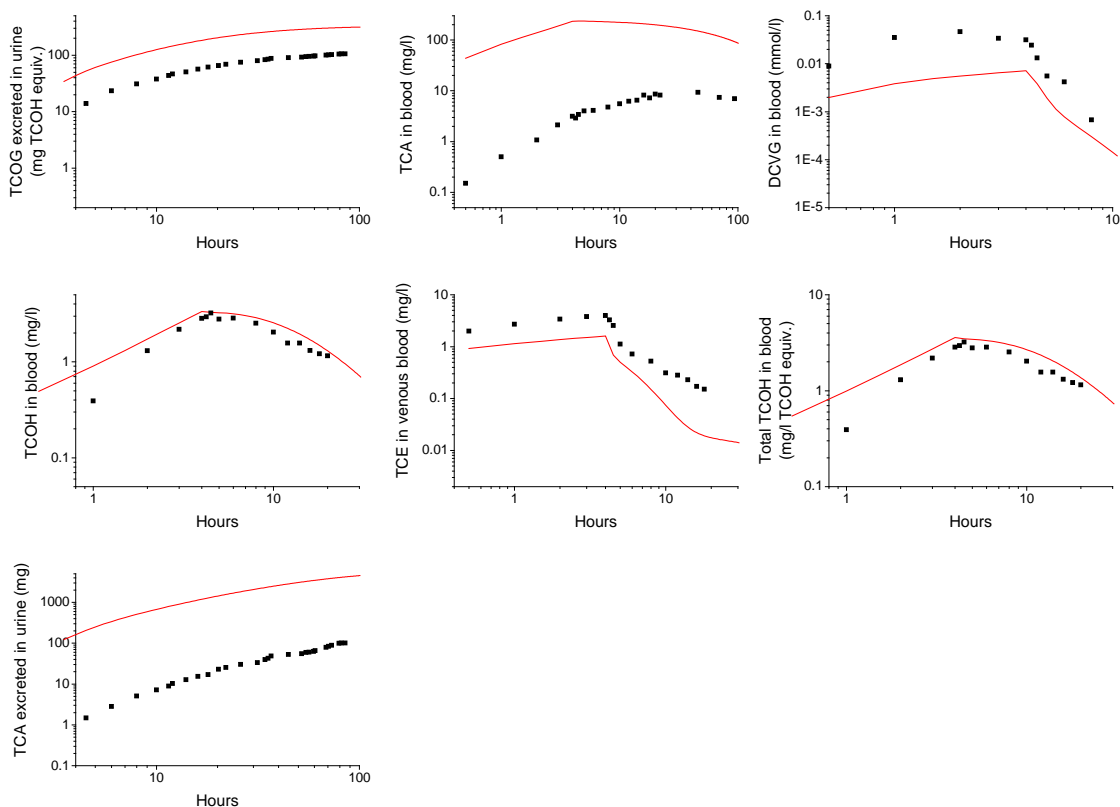 TCOG excreted in urine
(mg TCOH equiv.)
100
10
1
10
100
Hours
TCA in blood (mg/l)
100
10
1
0.1
1
10
100
Hours
DCVG in blood (mmol/l)
0.1
0.01
1E-3
1E-4
1E-5
1
10
Hours
TCOH in blood (mg/l)
1
0.1
1
10
Hours
TCE in venous blood (mg/l)
10
1
0.1
0.01
1
10
Hours
Total TCOH in blood
(mg/l TCOH equiv.)
10
1
0.1
1
10
Hours
TCA excreted in urine (mg)
1000
100
10
1
0.1
10
100
Hours